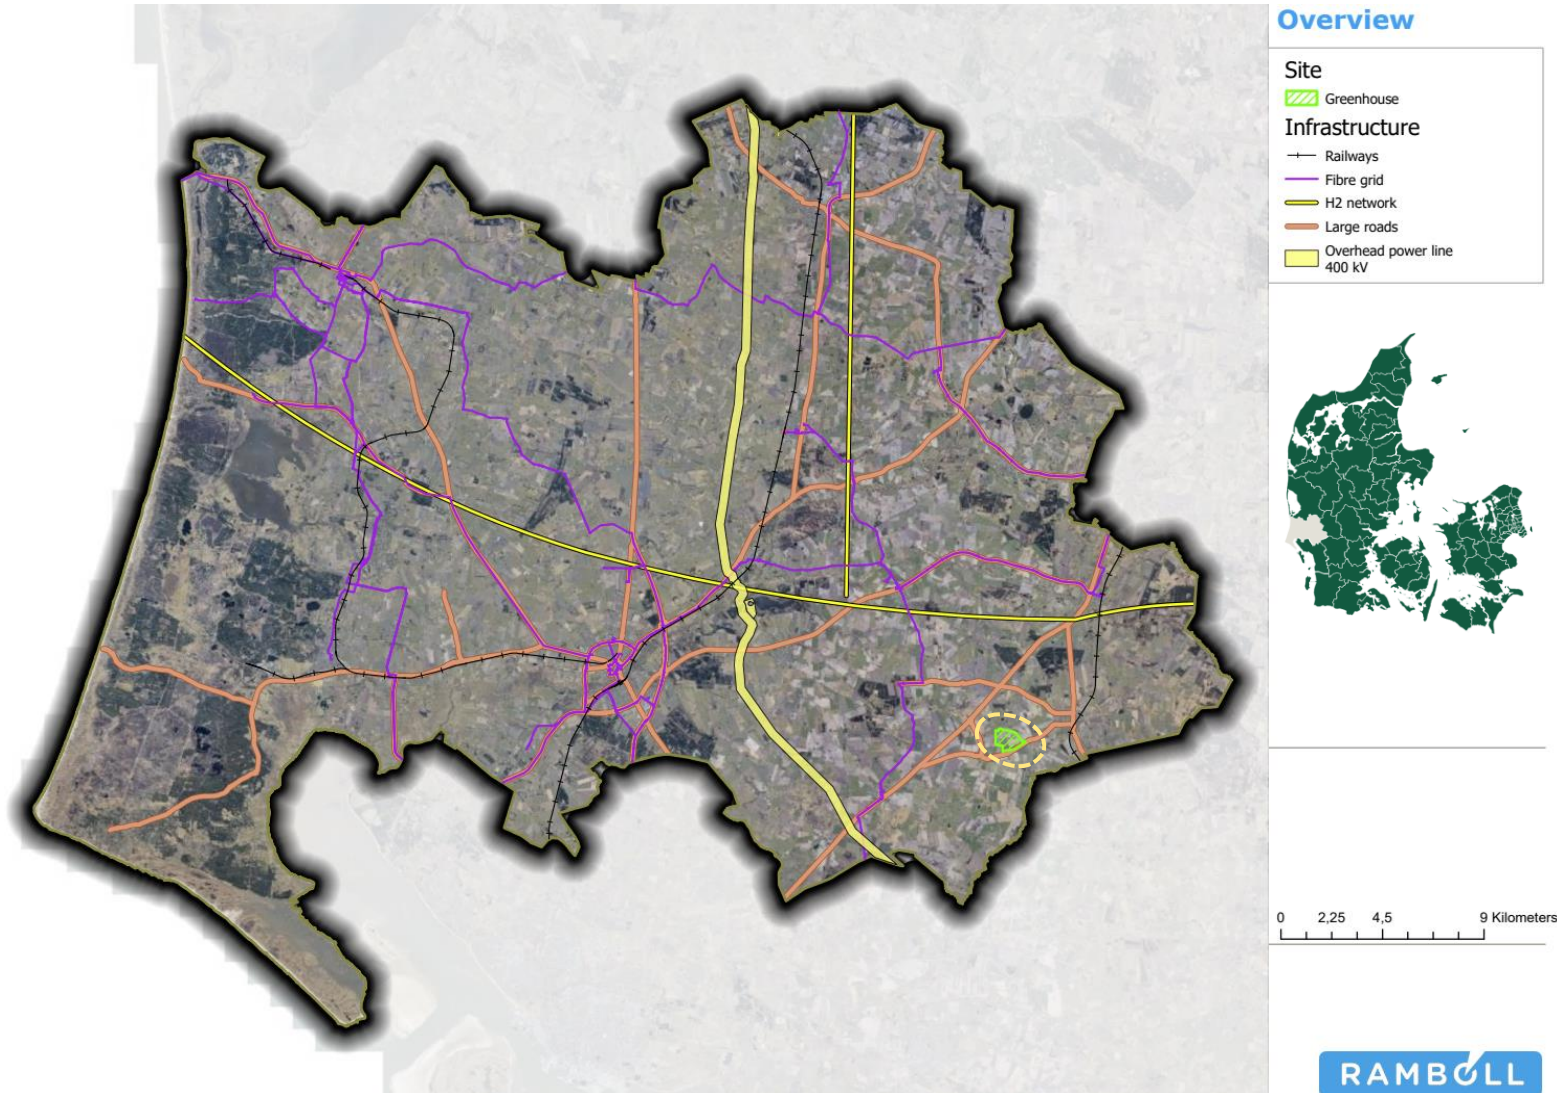 Overview
Site
Greenhouse
Infrastructure
Railways
Fibre grid
H2 network
Large roads
Overhead power line
400 kV
0 2,25 4,5 9 Kilometers
RAMBOLL